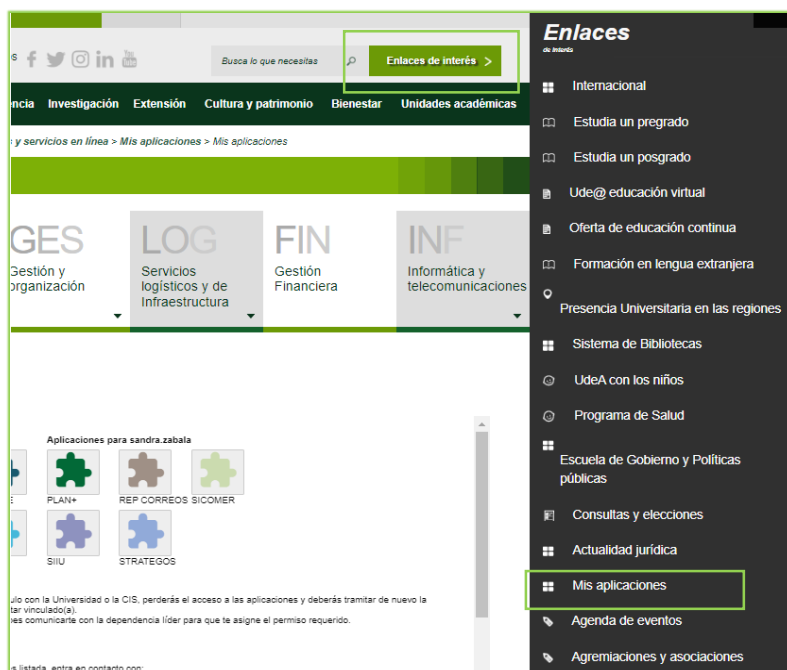 Busca lo que necesitas
Enlaces de interés >
Investigación Extensión Cultura y patrimonio Bienestar Unidades académicas
y servicios en línea > Mis aplicaciones > Mis aplicaciones
GES
Gestión y
organización
LOG
Servicios
logísticos y de
Infraestructura
FIN
Gestión
Financiera
INF
Informática y
telecomunicaciones
Aplicaciones para sandra.zabala
PLAN+
REP CORREOS
SICOMER
SIIU
STRATEGOS
con la Universidad o la CIS, perderás el acceso a las aplicaciones y deberás tramitar de nuevo la
vinculado(a).
comunicarte con la dependencia líder para que te asigne el permiso requerido.
listada, entra en contacto con:
Enlaces
de Interés
Internacional
Estudia un pregrado
Estudia un posgrado
Ude@ educación virtual
Oferta de educación continua
Formación en lengua extranjera
Presencia Universitaria en las regiones
Sistema de Bibliotecas
UdeA con los niños
Programa de Salud
Escuela de Gobierno y Políticas
públicas
Consultas y elecciones
Actualidad jurídica
Mis aplicaciones
Agenda de eventos
Agremiaciones y asociaciones